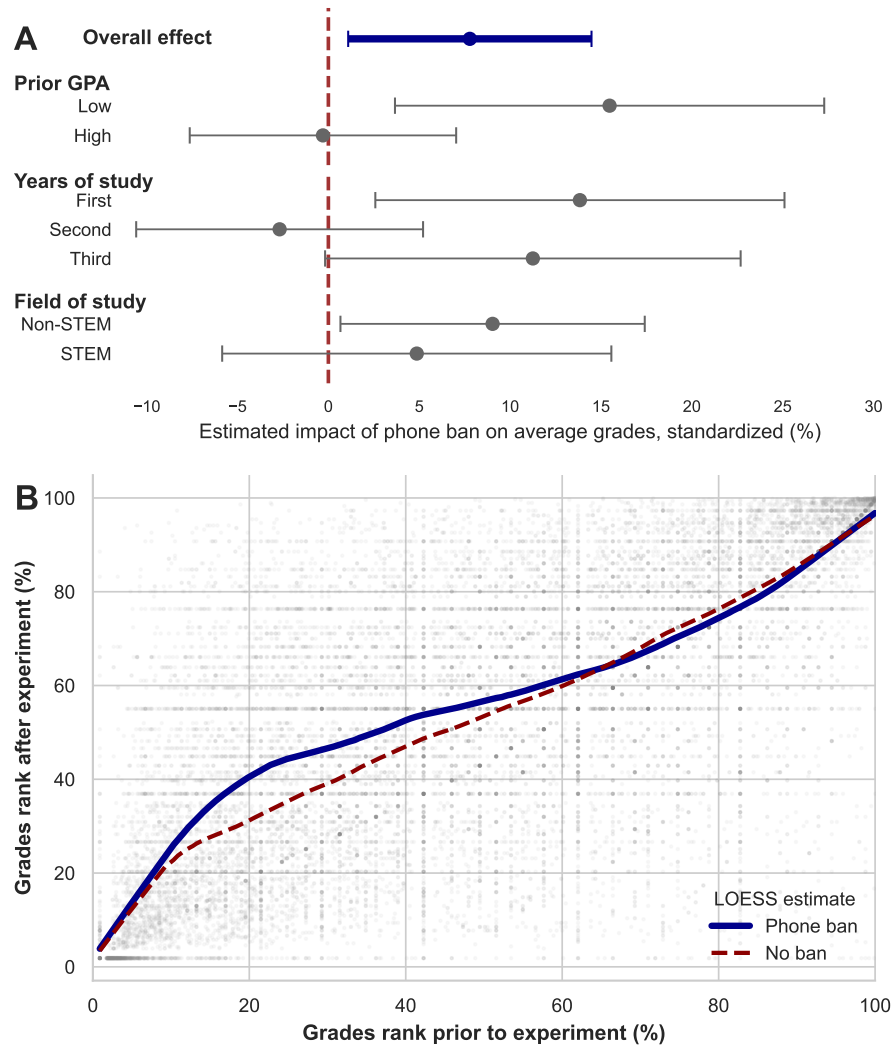 A
Overall effect
Prior GPA
Low
High
Years of study
First
Second
Third
Field of study
Non-STEM
STEM
−10 −5 0 5 10 15 20 25 30
Estimated impact of phone ban on average grades, standardized (%)
B
100
80
60
40
20
0
Grades rank after experiment (%)
LOESS estimate
Phone ban
No ban
0 20 40 60 80 100
Grades rank prior to experiment (%)